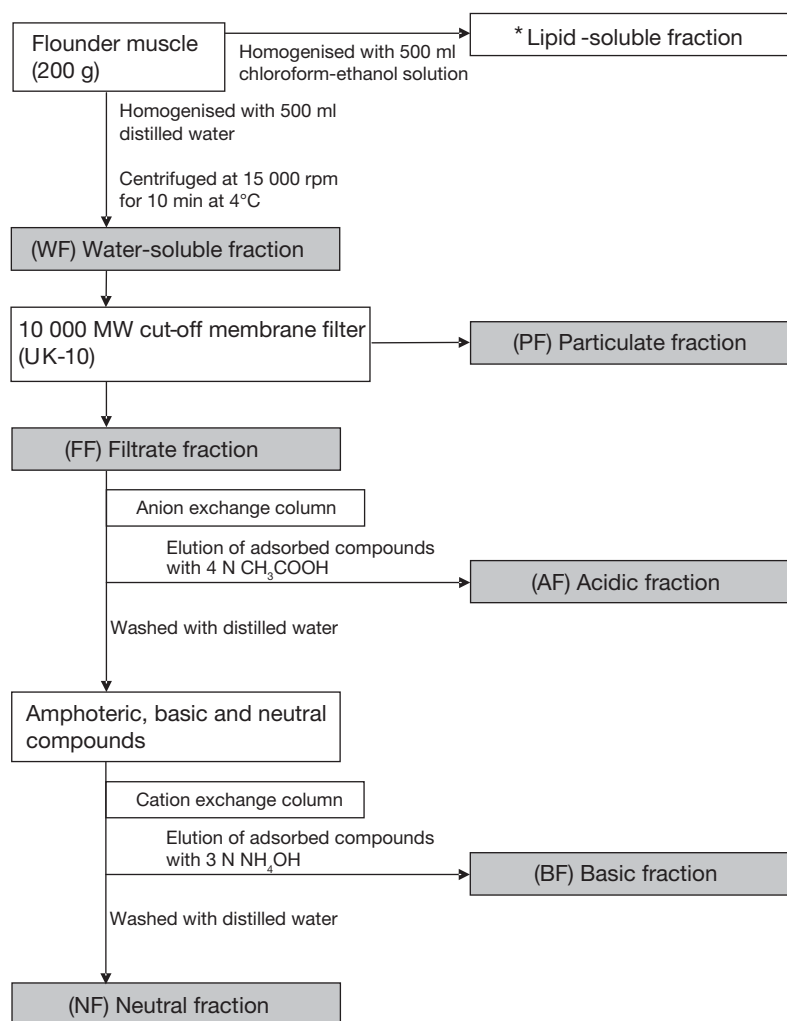 Flounder muscle
(200 g)
Homogenised with 500 ml
chloroform-ethanol solution
* Lipid -soluble fraction
Homogenised with 500 ml
distilled water
Centrifuged at 15 000 rpm
for 10 min at 4°C
(WF) Water-soluble fraction
10 000 MW cut-off membrane filter
(UK-10)
(PF) Particulate fraction
(FF) Filtrate fraction
Anion exchange column
Elution of adsorbed compounds
with 4 N CH₃COOH
(AF) Acidic fraction
Washed with distilled water
Amphoteric, basic and neutral
compounds
Cation exchange column
Elution of adsorbed compounds
with 3 N NH₄OH
(BF) Basic fraction
Washed with distilled water
(NF) Neutral fraction